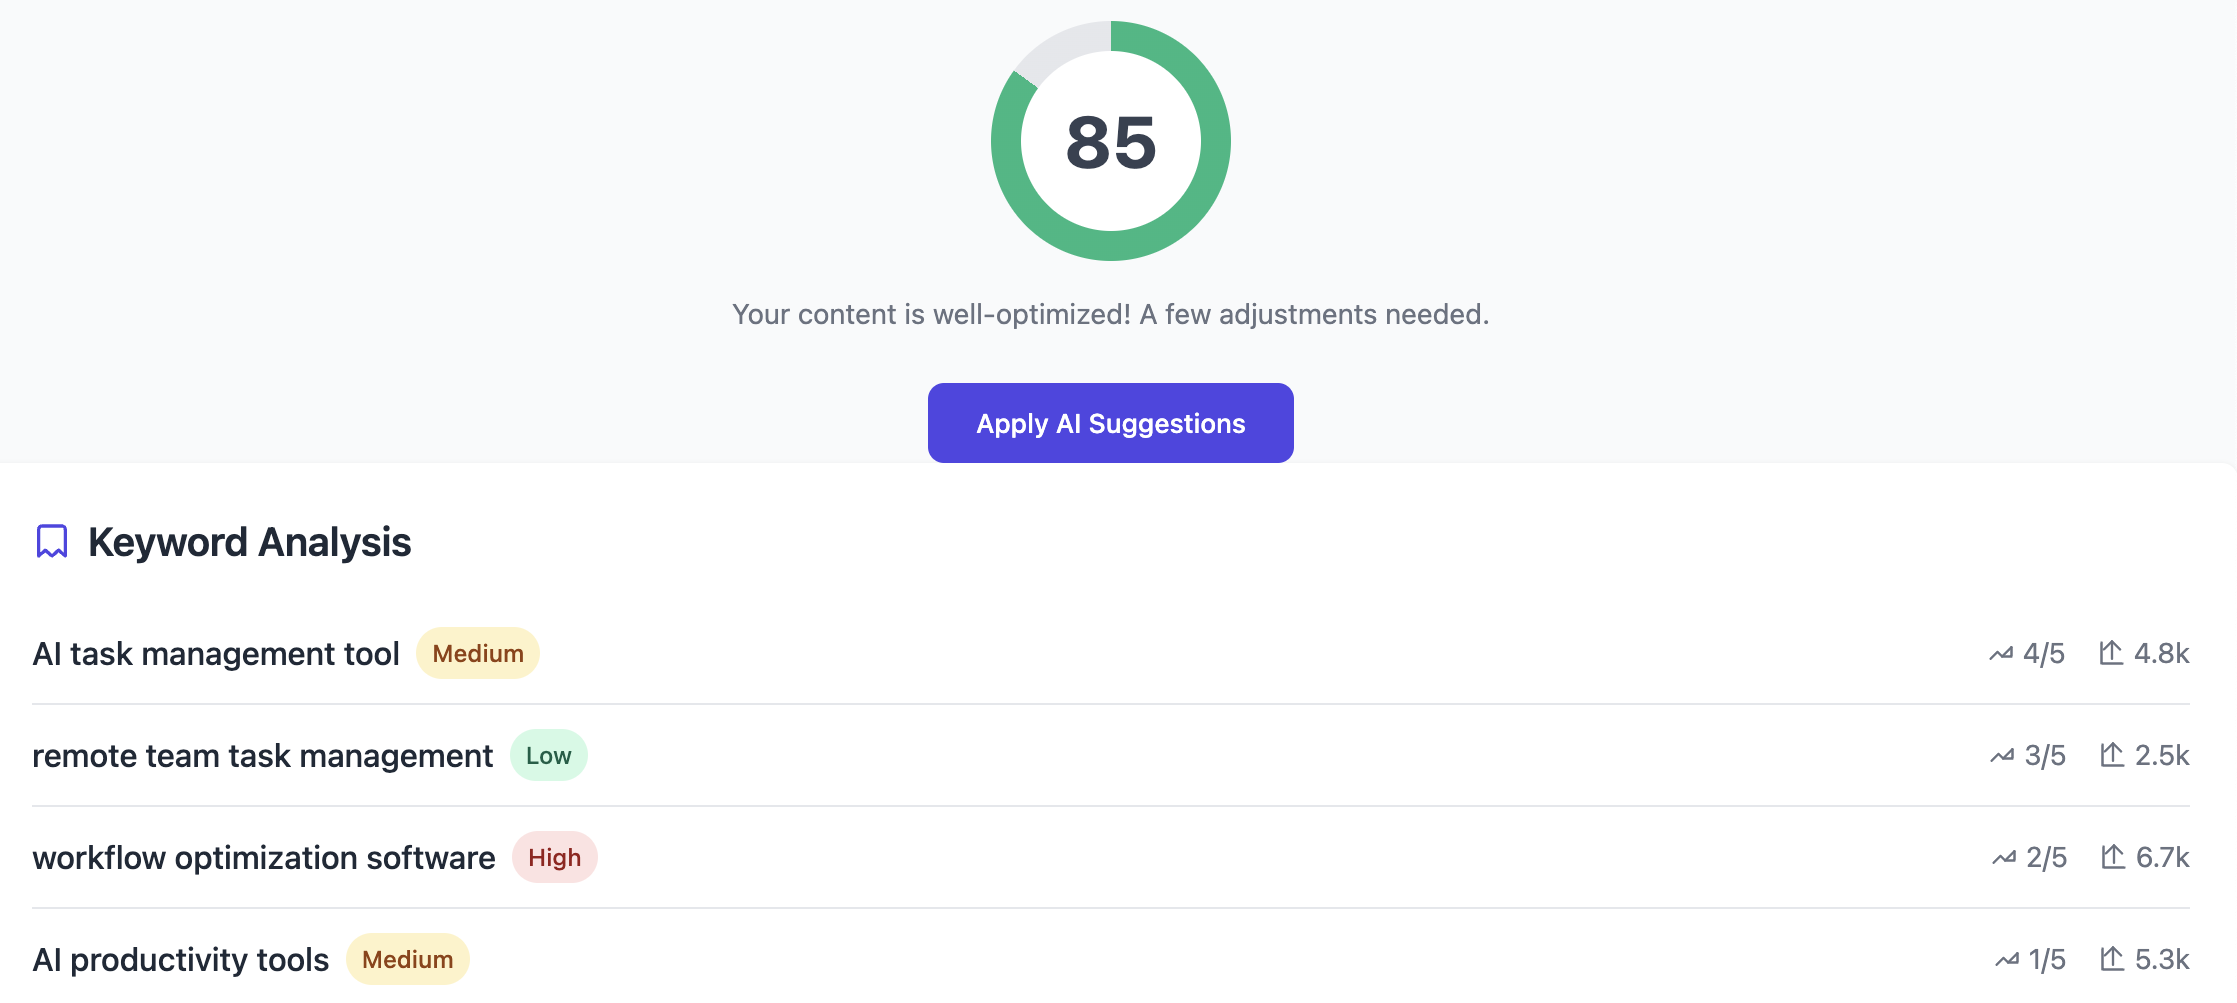 85
Your content is well-optimized! A few adjustments needed.
Apply AI Suggestions
Keyword Analysis
AI task management tool Medium 4/5 4.8k
remote team task management Low 3/5 2.5k
workflow optimization software High 2/5 6.7k
AI productivity tools Medium 1/5 5.3k